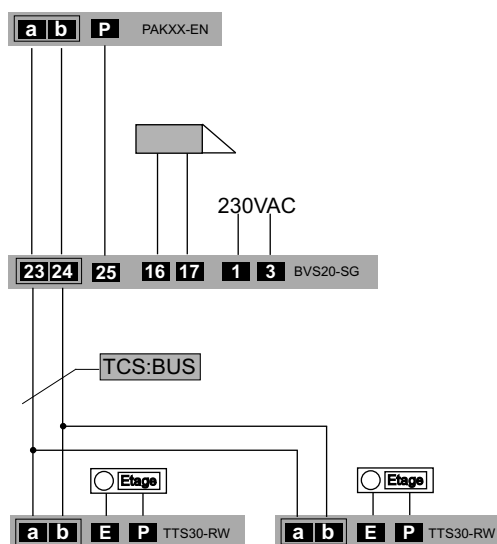 a b P PAKXX-EN
230VAC
23 24 25 16 17 1 3 BVS20-SG
TCS:BUS
Etage Etage
a b E P TTS30-RW a b E P TTS30-RW